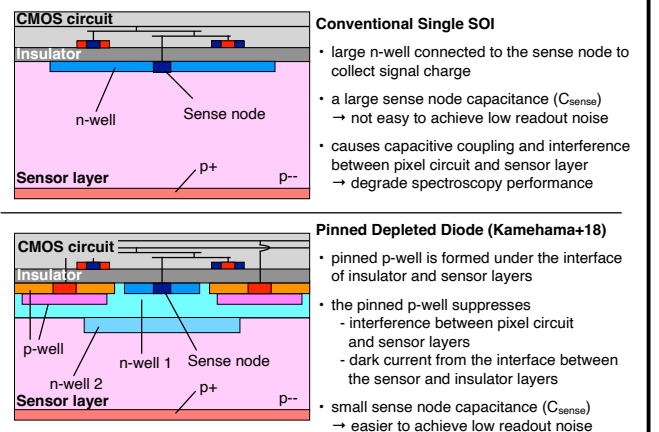 CMOS circuit
Insulator
n-well
Sense node
Sensor layer
p+
p--
Conventional Single SOI
・ large n-well connected to the sense node to
collect signal charge
・ a large sense node capacitance (Csense)
→ not easy to achieve low readout noise
・ causes capacitive coupling and interference
between pixel circuit and sensor layer
→ degrade spectroscopy performance
CMOS circuit
Insulator
p-well
n-well 1
Sense node
n-well 2
Sensor layer
p+
p--
Pinned Depleted Diode (Kamehama+18)
・ pinned p-well is formed under the interface
of insulator and sensor layers
・ the pinned p-well suppresses
- interference between pixel circuit
and sensor layers
- dark current from the interface between
the sensor and insulator layers
・ small sense node capacitance (Csense)
→ easier to achieve low readout noise